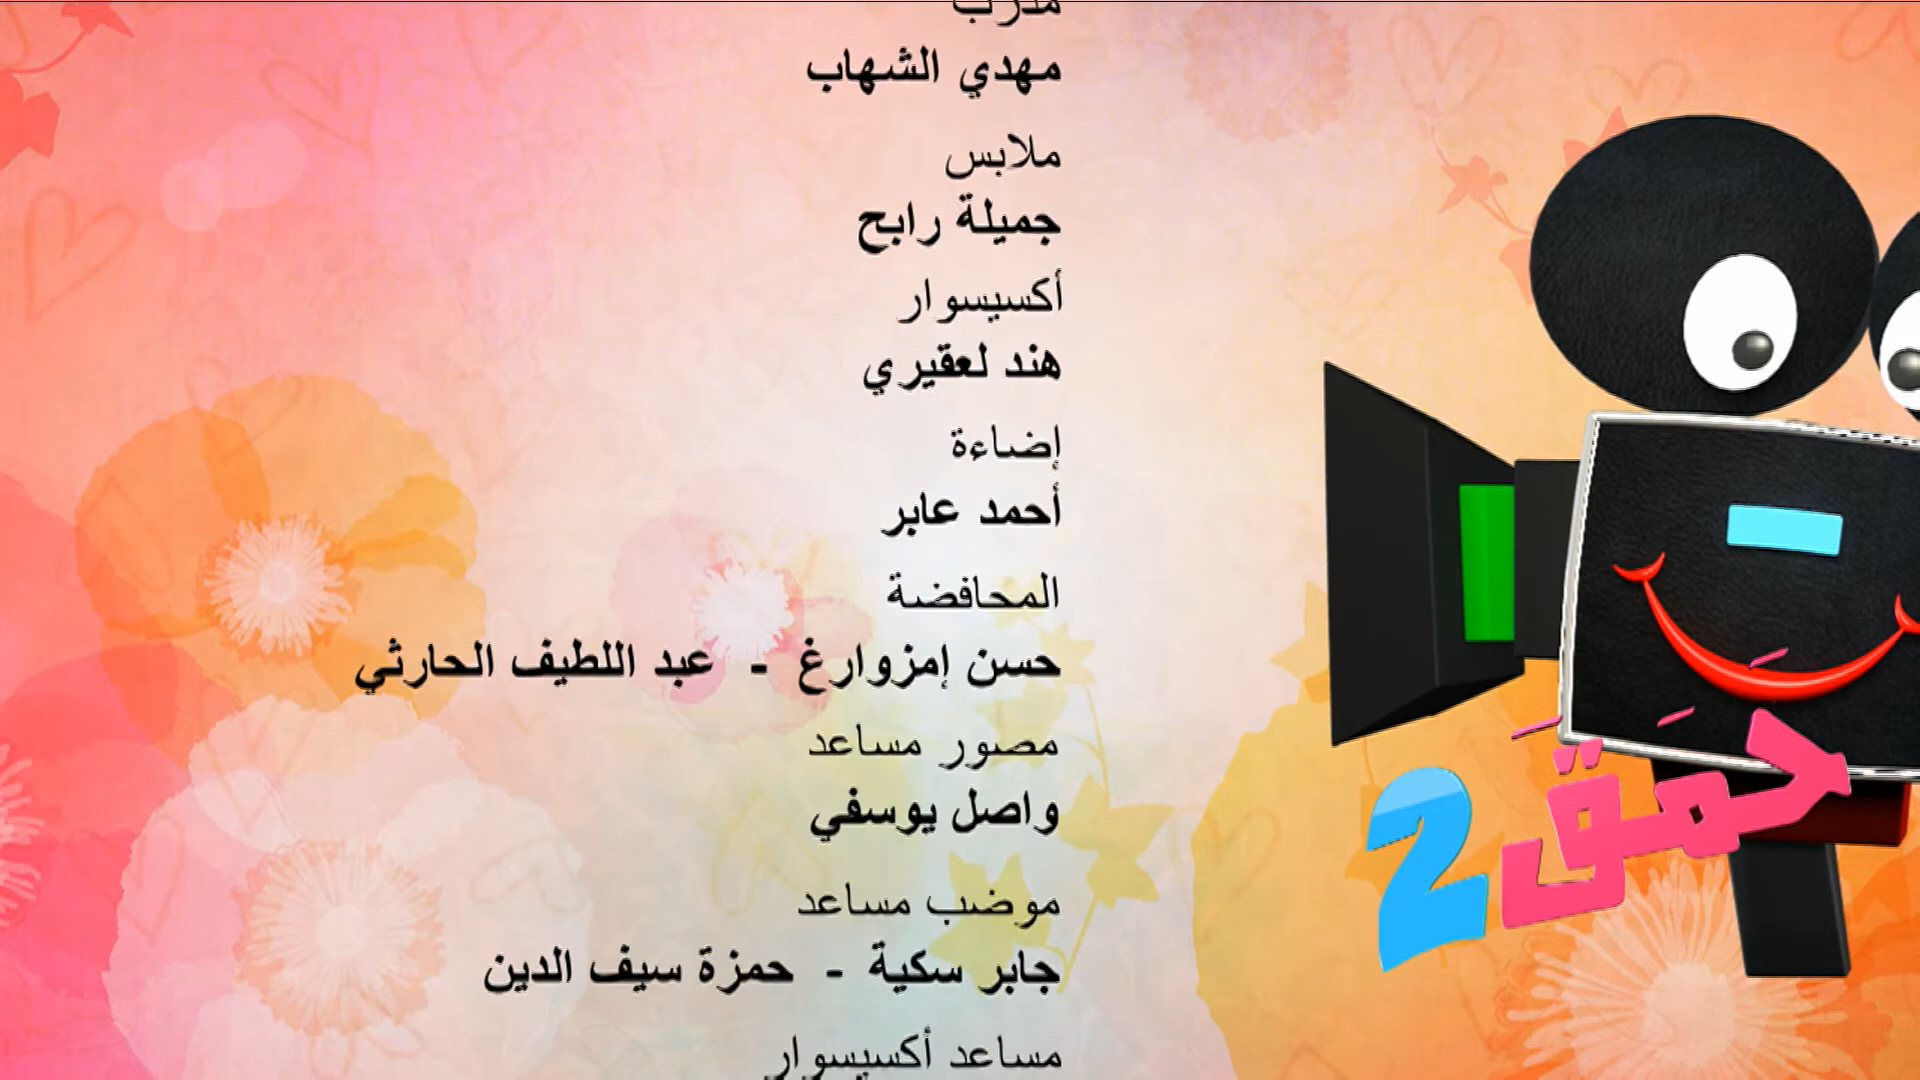 مدرب
مهدي الشهاب
ملابس
جميلة رابح
أكسيسوار
هند لعقيري
إضاءة
أحمد عابر
المحافضة
حسن إمزوارغ - عبد اللطيف الحارثي
مصور مساعد
واصل يوسفي
موضب مساعد
جابر سكية - حمزة سيف الدين
مساعد أكسيسوار
حَمَقَ 2